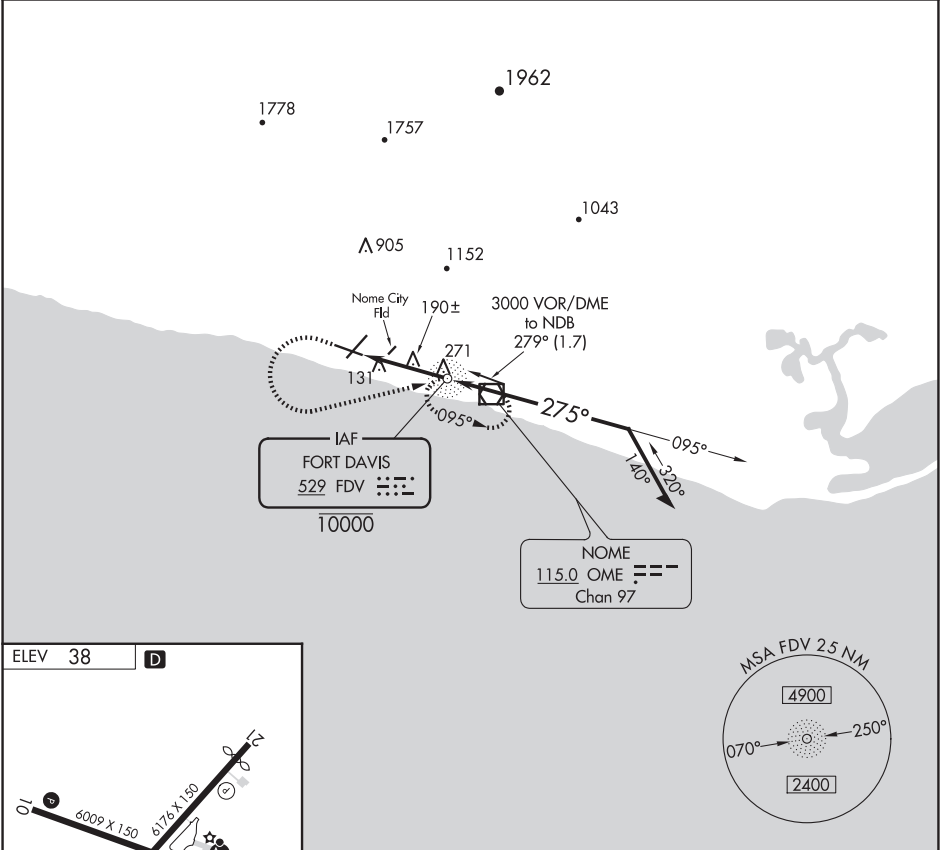 1962
1778
1757
1043
905
1152
Nome City
Fld
190±
3000 VOR/DME
to NDB
279° (1.7)
271
131
275°
095°
095°
140°
320°
IAF
FORT DAVIS
529 FDV
10000
NOME
115.0 OME
Chan 97
ELEV 38 D
MSA FDV 25 NM
4900
070°
250°
2400
21
P
P
10
6009 X 150
6176 X 150